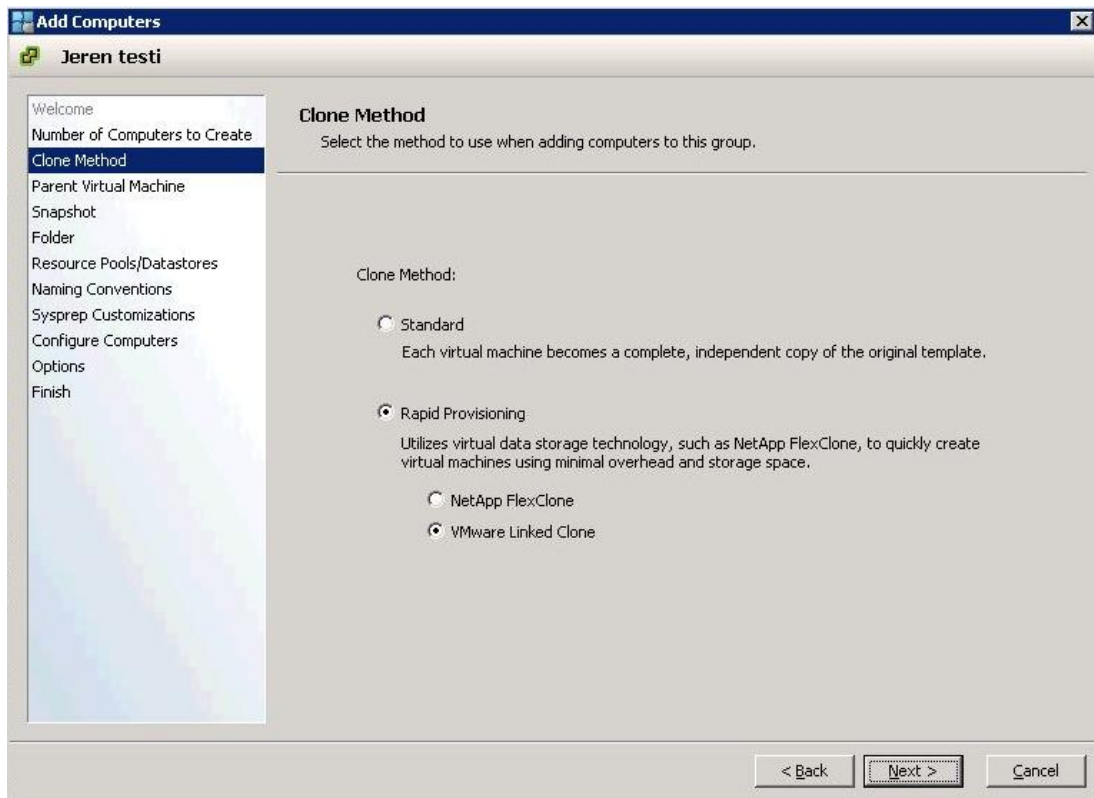 Add Computers
Jeren testi
Welcome
Number of Computers to Create
Clone Method
Parent Virtual Machine
Snapshot
Folder
Resource Pools/Datastores
Naming Conventions
Sysprep Customizations
Configure Computers
Options
Finish
Clone Method
Select the method to use when adding computers to this group.
Clone Method:
Standard
Each virtual machine becomes a complete, independent copy of the original template.
Rapid Provisioning
Utilizes virtual data storage technology, such as NetApp FlexClone, to quickly create
virtual machines using minimal overhead and storage space.
NetApp FlexClone
VMware Linked Clone
< Back
Next >
Cancel